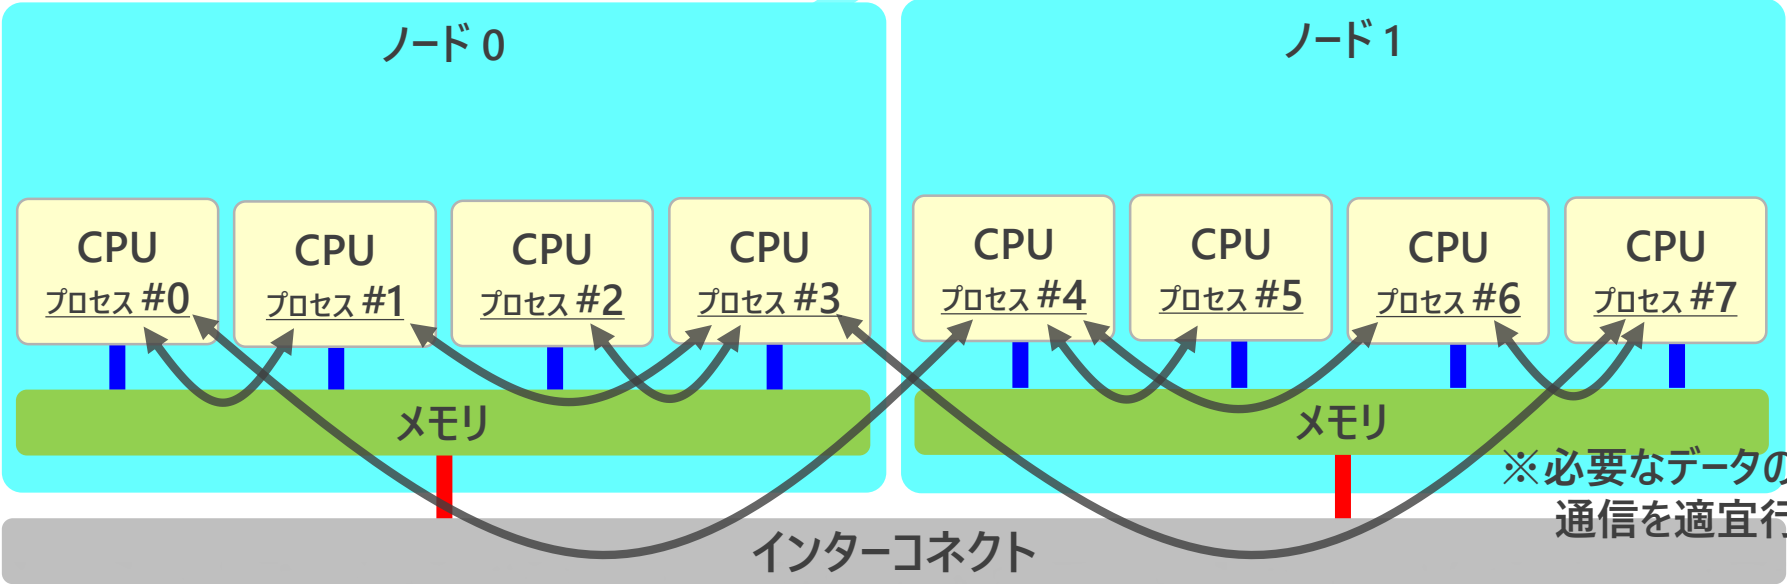 ノード 0
ノード 1
CPU
プロセス #0
CPU
プロセス #1
CPU
プロセス #2
CPU
プロセス #3
CPU
プロセス #4
CPU
プロセス #5
CPU
プロセス #6
CPU
プロセス #7
メモリ
メモリ
※必要なデータの
通信を適宜行
インターコネクト